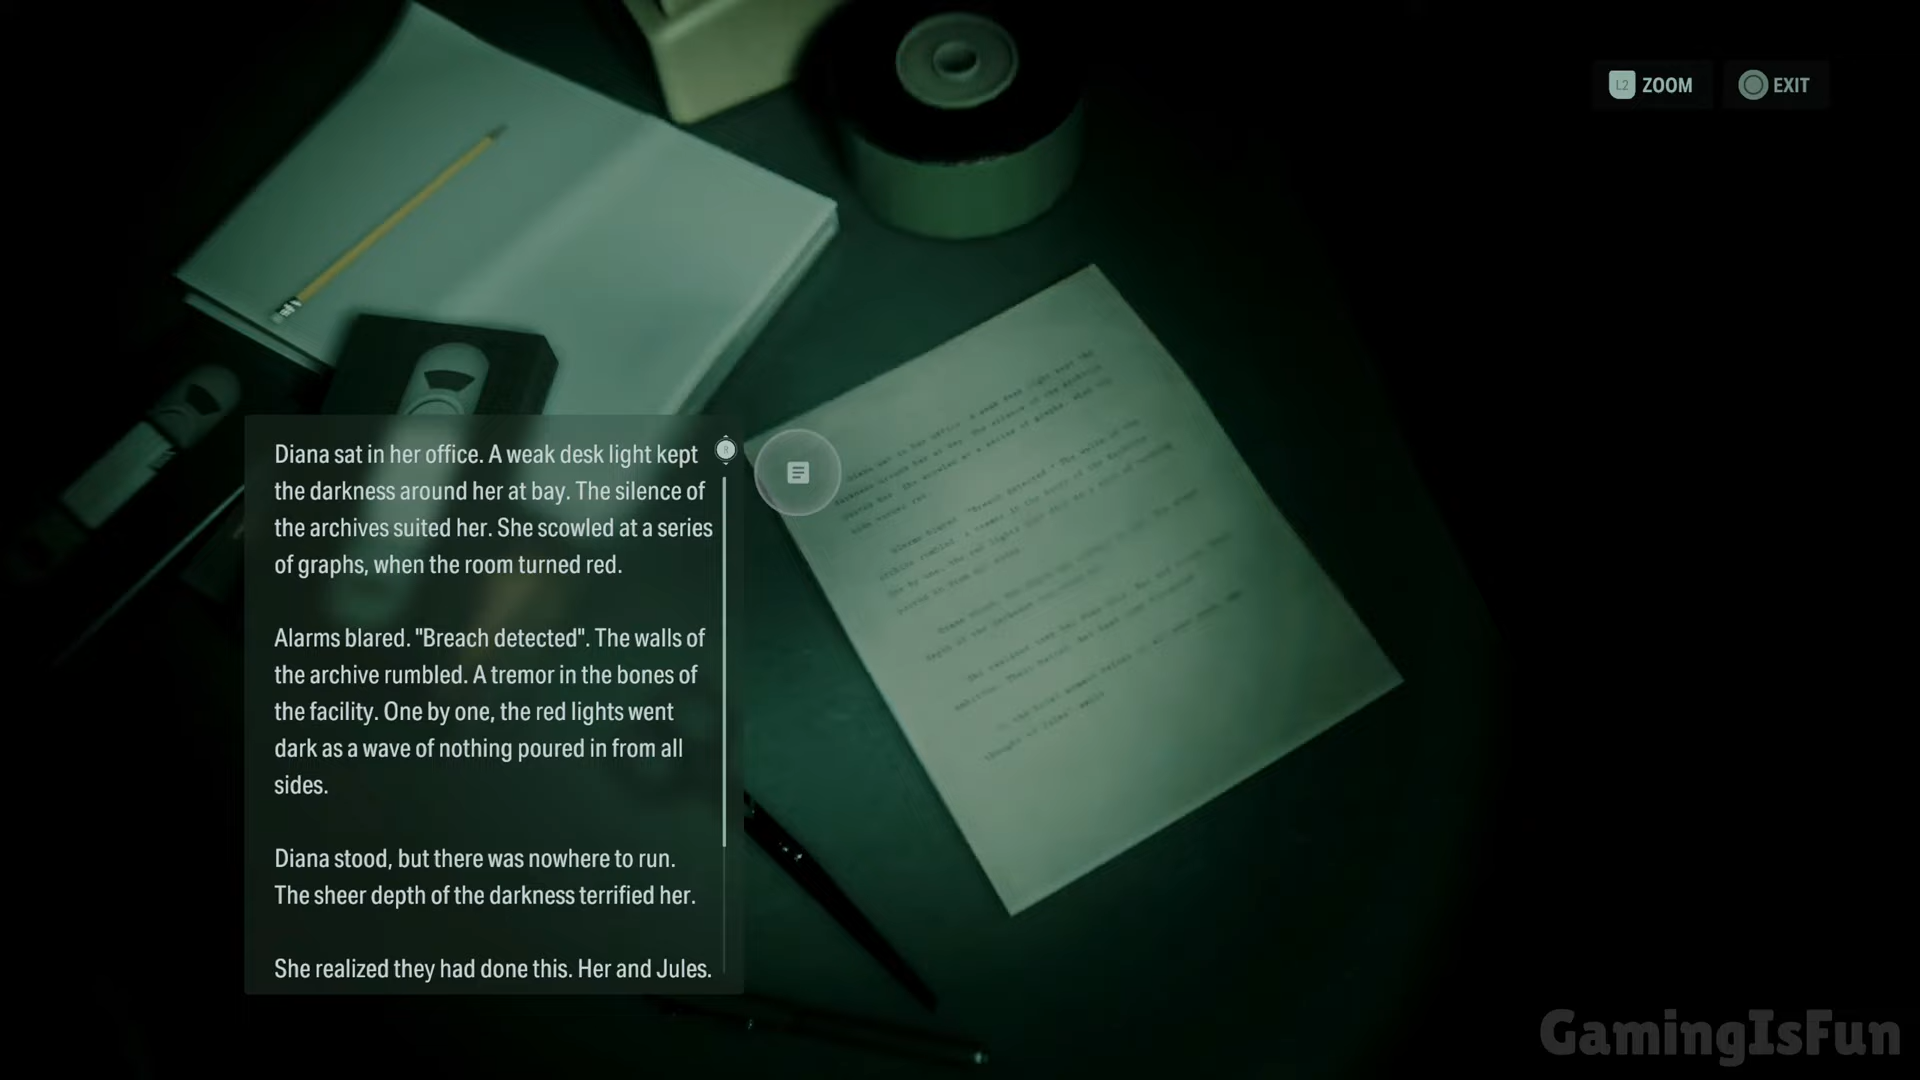 L2 ZOOM
EXIT
Diana sat in her office. A weak desk light kept
the darkness around her at bay. The silence of
the archives suited her. She scowled at a series
of graphs, when the room turned red.
R
Alarms blared. "Breach detected". The walls of
the archive rumbled. A tremor in the bones of
the facility. One by one, the red lights went
dark as a wave of nothing poured in from all
sides.
Diana stood, but there was nowhere to run.
The sheer depth of the darkness terrified her.
She realized they had done this. Her and Jules.
GamingIsFun